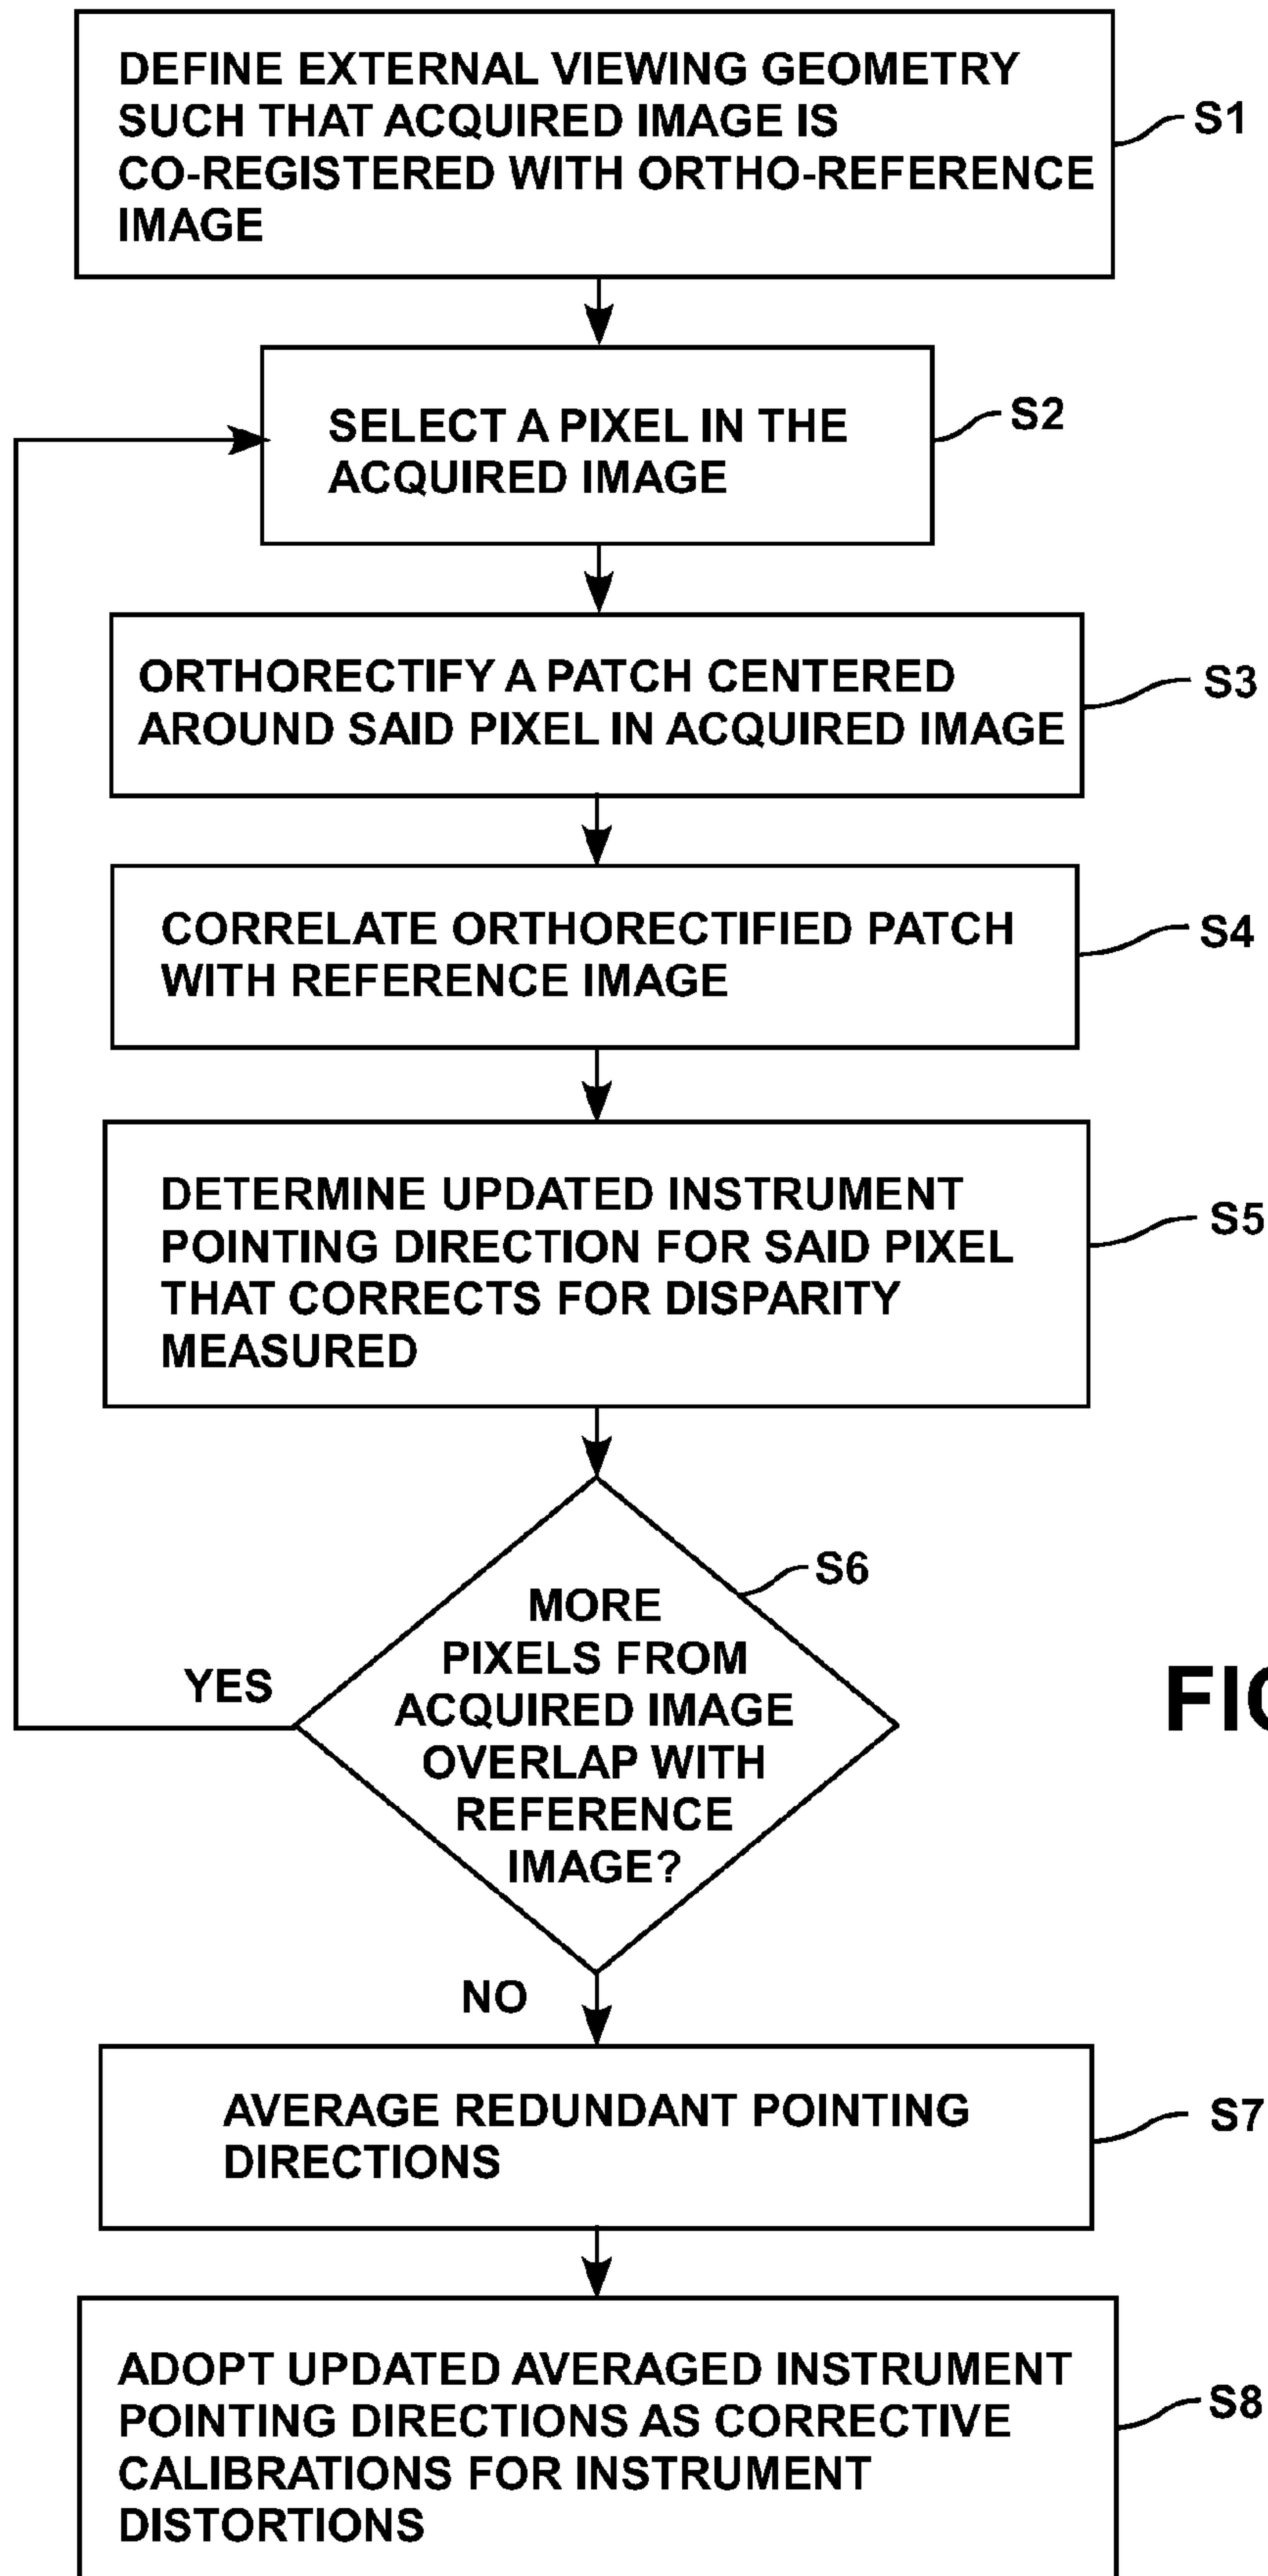 DEFINE EXTERNAL VIEWING GEOMETRY
SUCH THAT ACQUIRED IMAGE IS
CO-REGISTERED WITH ORTHO-REFERENCE
IMAGE
S1
SELECT A PIXEL IN THE
ACQUIRED IMAGE
S2
ORTHORECTIFY A PATCH CENTERED
AROUND SAID PIXEL IN ACQUIRED IMAGE
S3
CORRELATE ORTHORECTIFIED PATCH
WITH REFERENCE IMAGE
S4
DETERMINE UPDATED INSTRUMENT
POINTING DIRECTION FOR SAID PIXEL
THAT CORRECTS FOR DISPARITY
MEASURED
S5
MORE
PIXELS FROM
ACQUIRED IMAGE
OVERLAP WITH
REFERENCE
IMAGE?
S6
YES
NO
AVERAGE REDUNDANT POINTING
DIRECTIONS
S7
ADOPT UPDATED AVERAGED INSTRUMENT
POINTING DIRECTIONS AS CORRECTIVE
CALIBRATIONS FOR INSTRUMENT
DISTORTIONS
S8